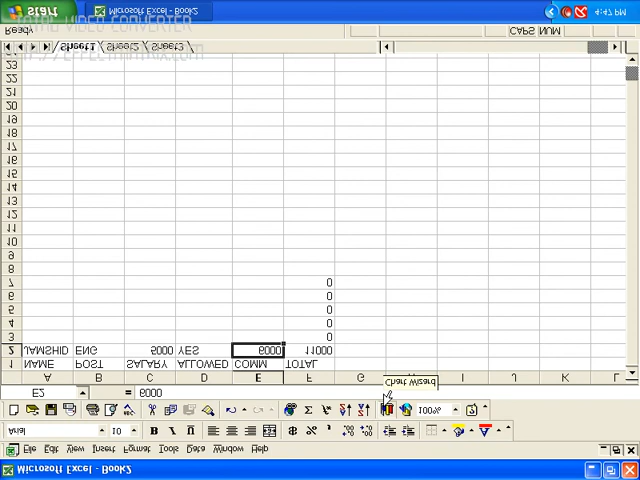 Microsoft Excel - Book2
File Edit View Insert Format Tools Data Window Help
Arial 10 B I U $ % ,
Σ 100% ?
Chart Wizard
E2 = 6000
A B C D E F G H I J K L
1 NAME POST SALARY ALLOWED COMM TOTAL
2 JAMSHID ENG 5000 YES 6000 11000
3 0
4 0
5 0
6 0
7 0
8
9
10
11
12
13
14
15
16
17
18
19
20
21
22
23
Sheet1 Sheet2 Sheet3
HTTP://EFFECTMATRIX.COM
Ready CAPS NUM
TOTAL VIDEO CONVERTER
start Microsoft Excel - Book2 4:47 PM